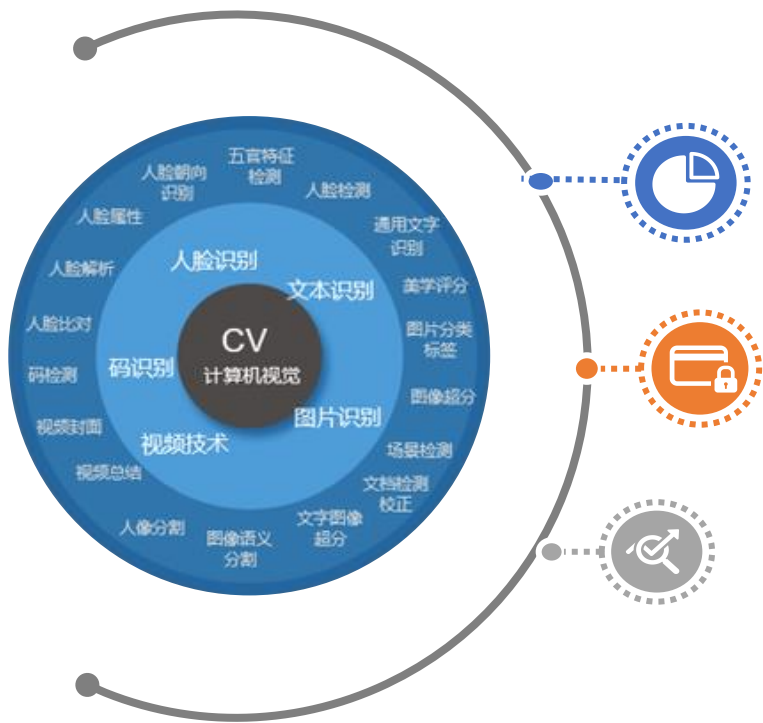 五官特征
检测
人脸朝向
识别
人脸检测
人脸属性
通用文字
识别
人脸识别
人脸解析
文本识别
美学评分
人脸比对
CV
计算机视觉
图片分类
标签
码检测
码识别
图像超分
视频封面
图片识别
视频技术
场景检测
视频总结
文档检测
校正
人像分割
文字图像
超分
图像语义
分割